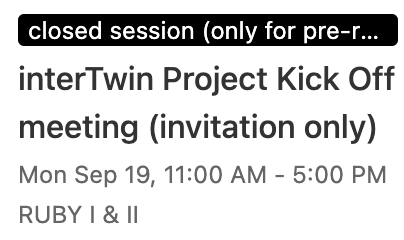 closed session (only for pre-r...
interTwin Project Kick Off
meeting (invitation only)
Mon Sep 19, 11:00 AM - 5:00 PM
RUBY I & II